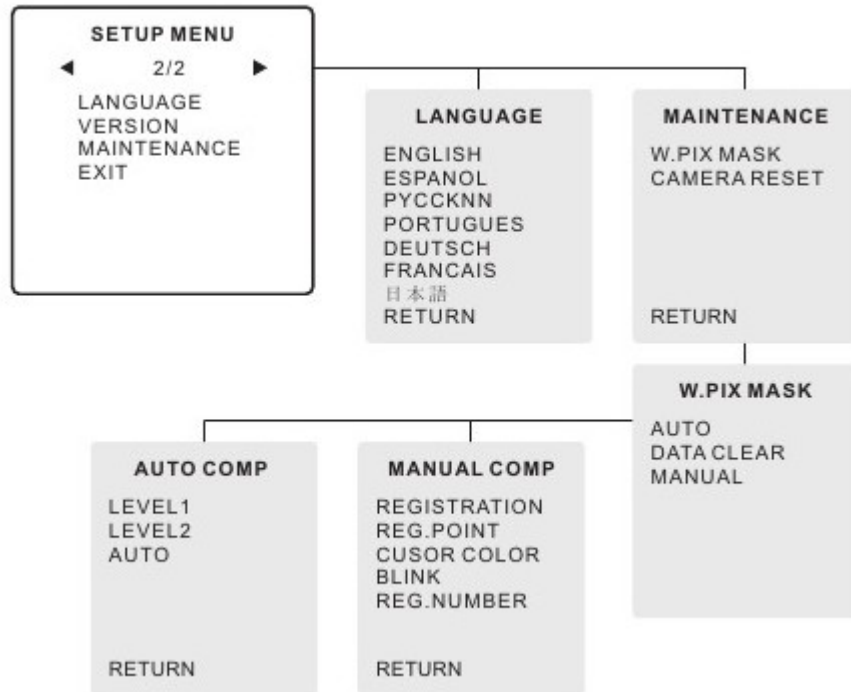 SETUP MENU
◀ 2/2 ▶
LANGUAGE
VERSION
MAINTENANCE
EXIT
LANGUAGE
ENGLISH
ESPANOL
PYCCKNN
PORTUGUES
DEUTSCH
FRANCAIS
日本語
RETURN
MAINTENANCE
W.PIX MASK
CAMERA RESET
RETURN
W.PIX MASK
AUTO
DATA CLEAR
MANUAL
AUTO COMP
LEVEL1
LEVEL2
AUTO
RETURN
MANUAL COMP
REGISTRATION
REG.POINT
CUSOR COLOR
BLINK
REG.NUMBER
RETURN